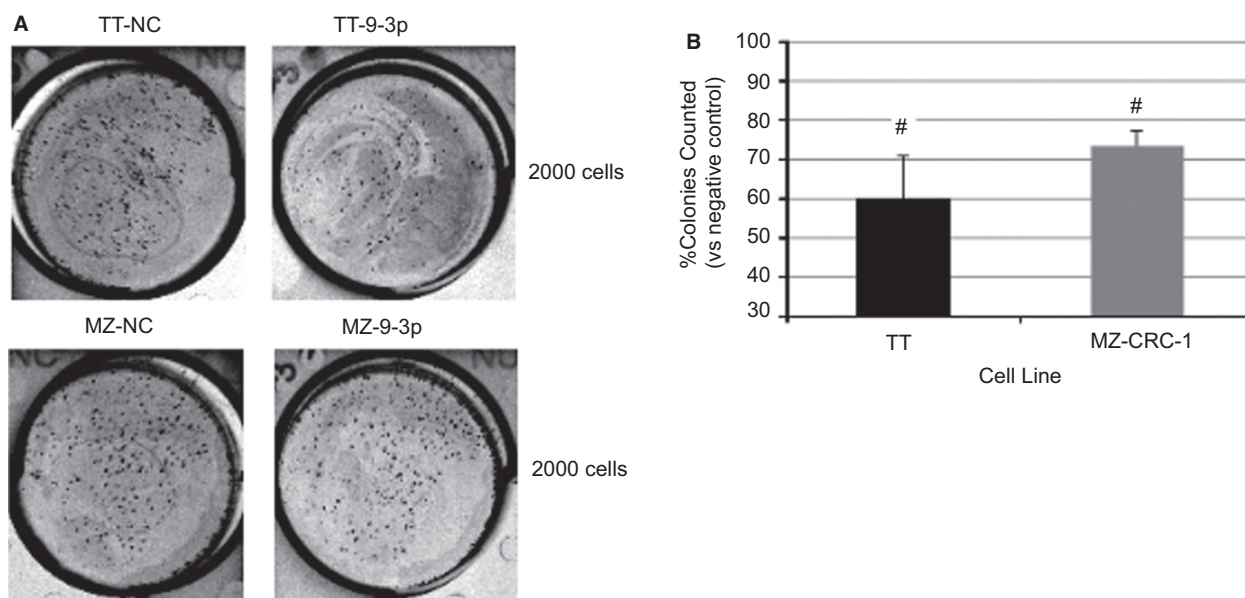 A
TT-NC
TT-9-3p
2000 cells
MZ-NC
MZ-9-3p
2000 cells
B
%Colonies Counted
(vs negative control)
100
90
80
70
60
50
40
30
#
#
TT
MZ-CRC-1
Cell Line